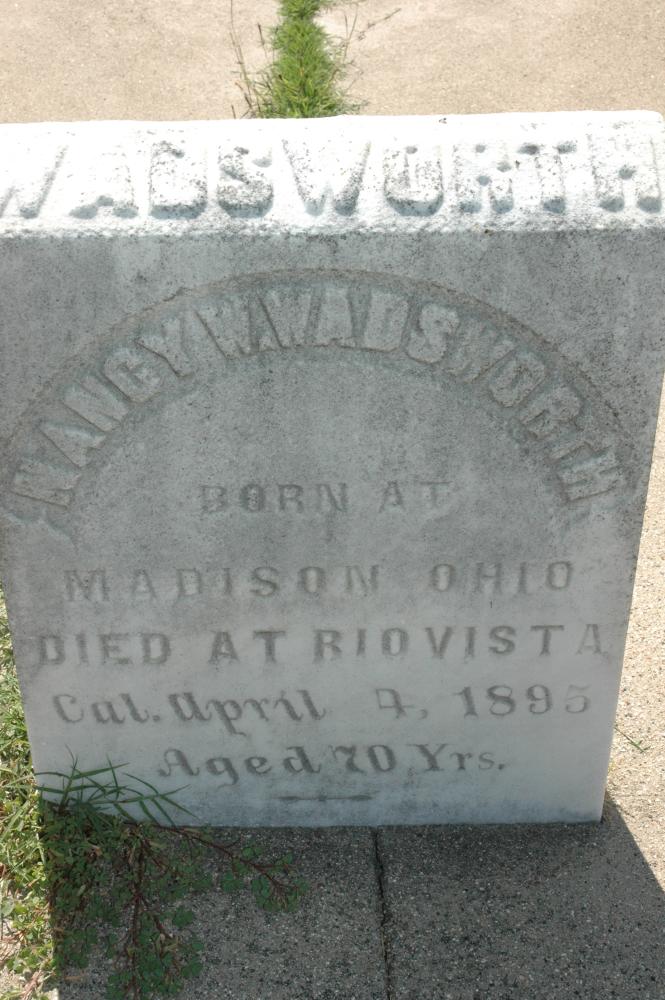 WADSWORTH
NANCY W. WADSWORTH
BORN AT
MADISON OHIO
DIED AT RIOVISTA
Cal. April 4, 1895
Aged 70 Yrs.